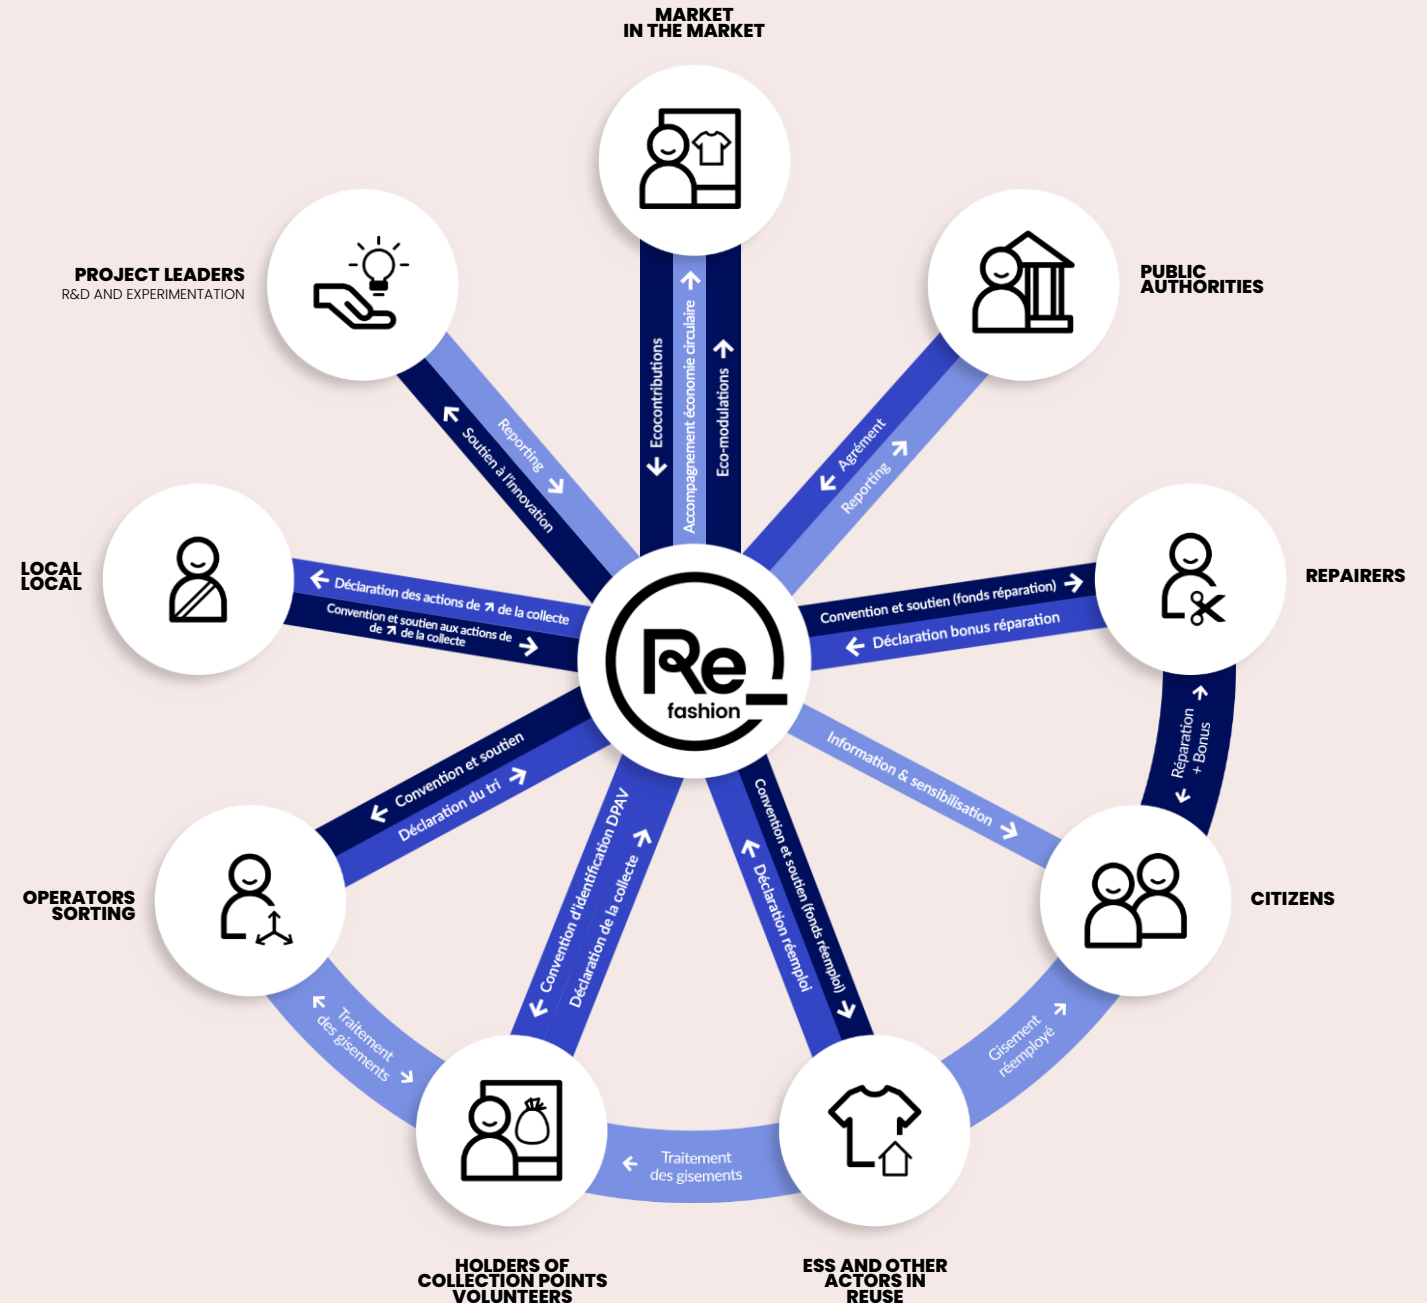 MARKET
IN THE MARKET
PROJECT LEADERS
R&D AND EXPERIMENTATION
PUBLIC
AUTHORITIES
Ecocontributions
Accompagnement économie circulaire
Eco-modulations
Reporting
Soutien à l'innovation
Agrément
Reporting
LOCAL
LOCAL
Déclaration des actions de ↗ de la collecte
Convention et soutien aux actions de
de ↗ de la collecte
Convention et soutien (fonds réparation)
Déclaration bonus réparation
REPAIRERS
Re_
fashion
Réparation
+ Bonus
Convention et soutien
Déclaration du tri
Information & sensibilisation
Convention d'identification DPAV
Déclaration de la collecte
Déclaration réemploi
Convention et soutien (fonds réemploi)
OPERATORS
SORTING
CITIZENS
Traitement
des gisements
Gisement
réemployé
Traitement
des gisements
HOLDERS OF
COLLECTION POINTS
VOLUNTEERS
ESS AND OTHER
ACTORS IN
REUSE